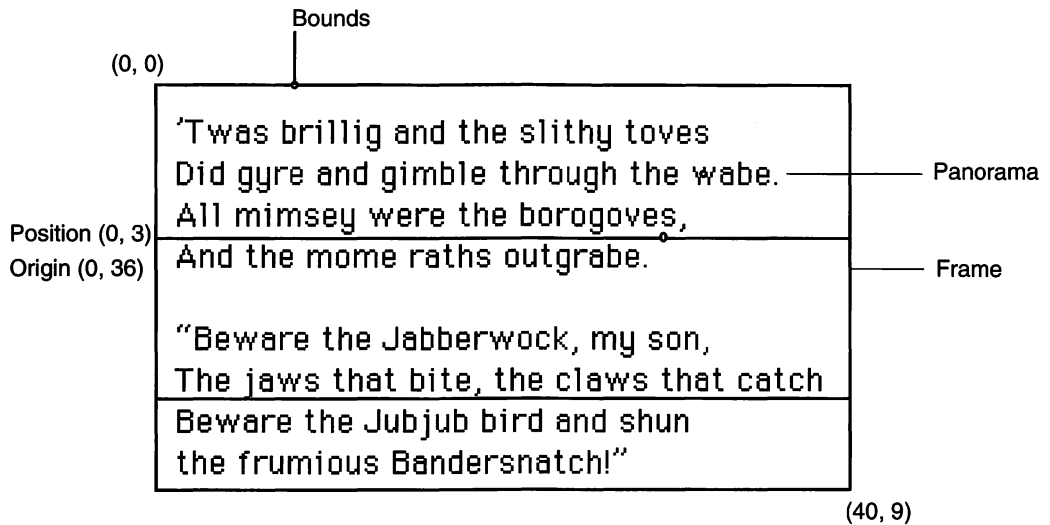 Bounds
(0, 0)
'Twas brillig and the slithy toves
Did gyre and gimble through the wabe.
Panorama
All mimsey were the borogoves,
Position (0, 3)
Origin (0, 36)
And the mome raths outgrabe.
Frame
"Beware the Jabberwock, my son,
The jaws that bite, the claws that catch
Beware the Jubjub bird and shun
the frumious Bandersnatch!"
(40, 9)